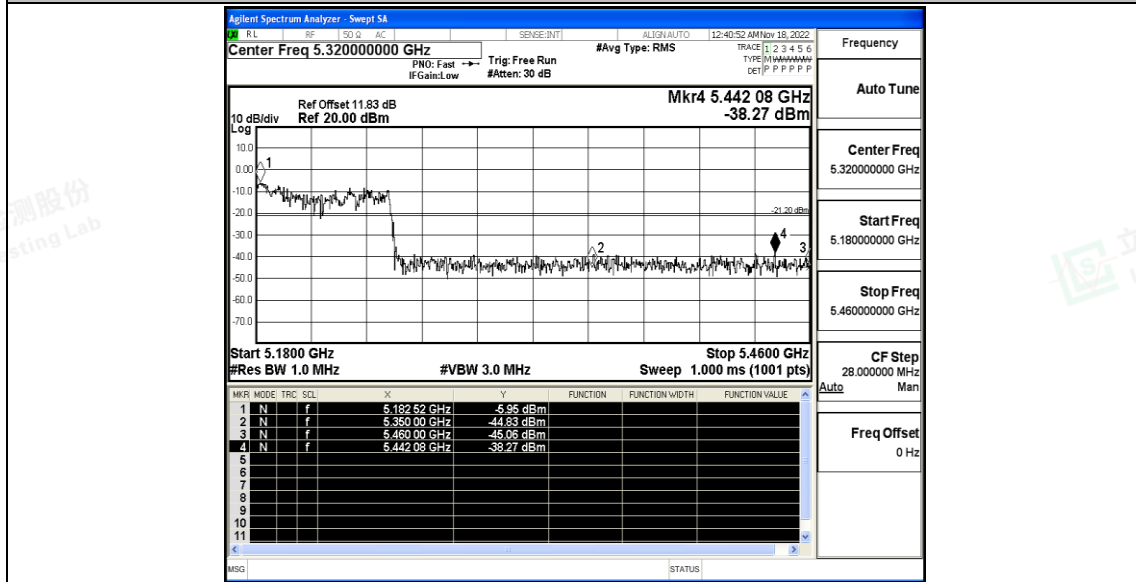 Agilent Spectrum Analyzer - Swept SA
RL RF 50 Ω AC SENSE:INT ALIGNAUTO 12:40:52 AM Nov 18, 2022
Center Freq 5.320000000 GHz
PNO: Fast
IFGain:Low
Trig: Free Run
#Atten: 30 dB
#Avg Type: RMS
TRACE 1 2 3 4 5 6
TYPE M W W W W W
DET P P P P P P
Frequency
Auto Tune
Center Freq
5.320000000 GHz
Start Freq
5.180000000 GHz
Stop Freq
5.460000000 GHz
CF Step
28.000000 MHz
Auto Man
Freq Offset
0 Hz
Mkr4 5.442 08 GHz
-38.27 dBm
Ref Offset 11.83 dB
10 dB/div Ref 20.00 dBm
Log
10.0
0.00
-10.0
-20.0
-30.0
-40.0
-50.0
-60.0
-70.0
1
-21.20 dBm
2
4
3
Start 5.1800 GHz Stop 5.4600 GHz
#Res BW 1.0 MHz #VBW 3.0 MHz Sweep 1.000 ms (1001 pts)
MKR MODE TRC SCL X Y FUNCTION FUNCTION WIDTH FUNCTION VALUE
1 N f 5.182 52 GHz -5.95 dBm
2 N f 5.350 00 GHz -44.83 dBm
3 N f 5.460 00 GHz -45.06 dBm
4 N f 5.442 08 GHz -38.27 dBm
5
6
7
8
9
10
11
MSG STATUS
测股份
esting Lab
立